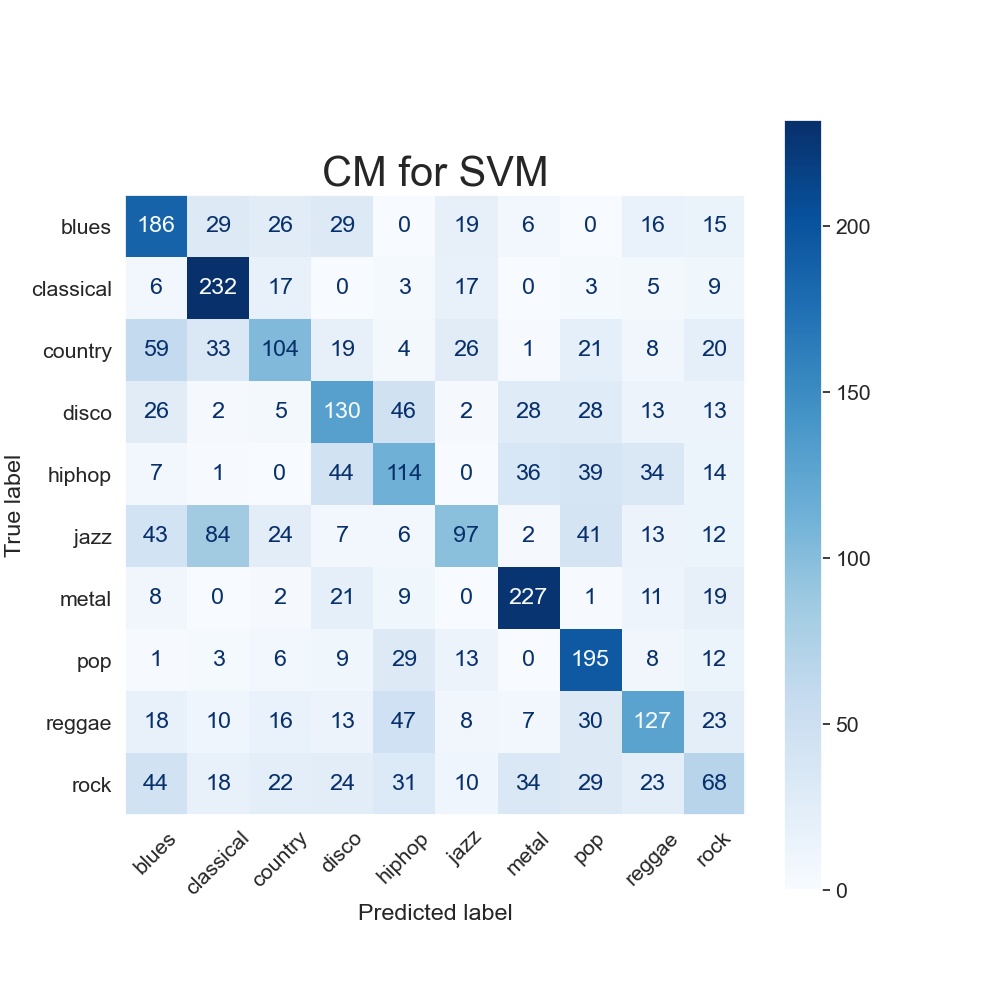 CM for SVM
blues 186 29 26 29 0 19 6 0 16 15
classical 6 232 17 0 3 17 0 3 5 9
country 59 33 104 19 4 26 1 21 8 20
disco 26 2 5 130 46 2 28 28 13 13
hiphop 7 1 0 44 114 0 36 39 34 14
jazz 43 84 24 7 6 97 2 41 13 12
metal 8 0 2 21 9 0 227 1 11 19
pop 1 3 6 9 29 13 0 195 8 12
reggae 18 10 16 13 47 8 7 30 127 23
rock 44 18 22 24 31 10 34 29 23 68
blues classical country disco hiphop jazz metal pop reggae rock
Predicted label
True label
200
150
100
50
0